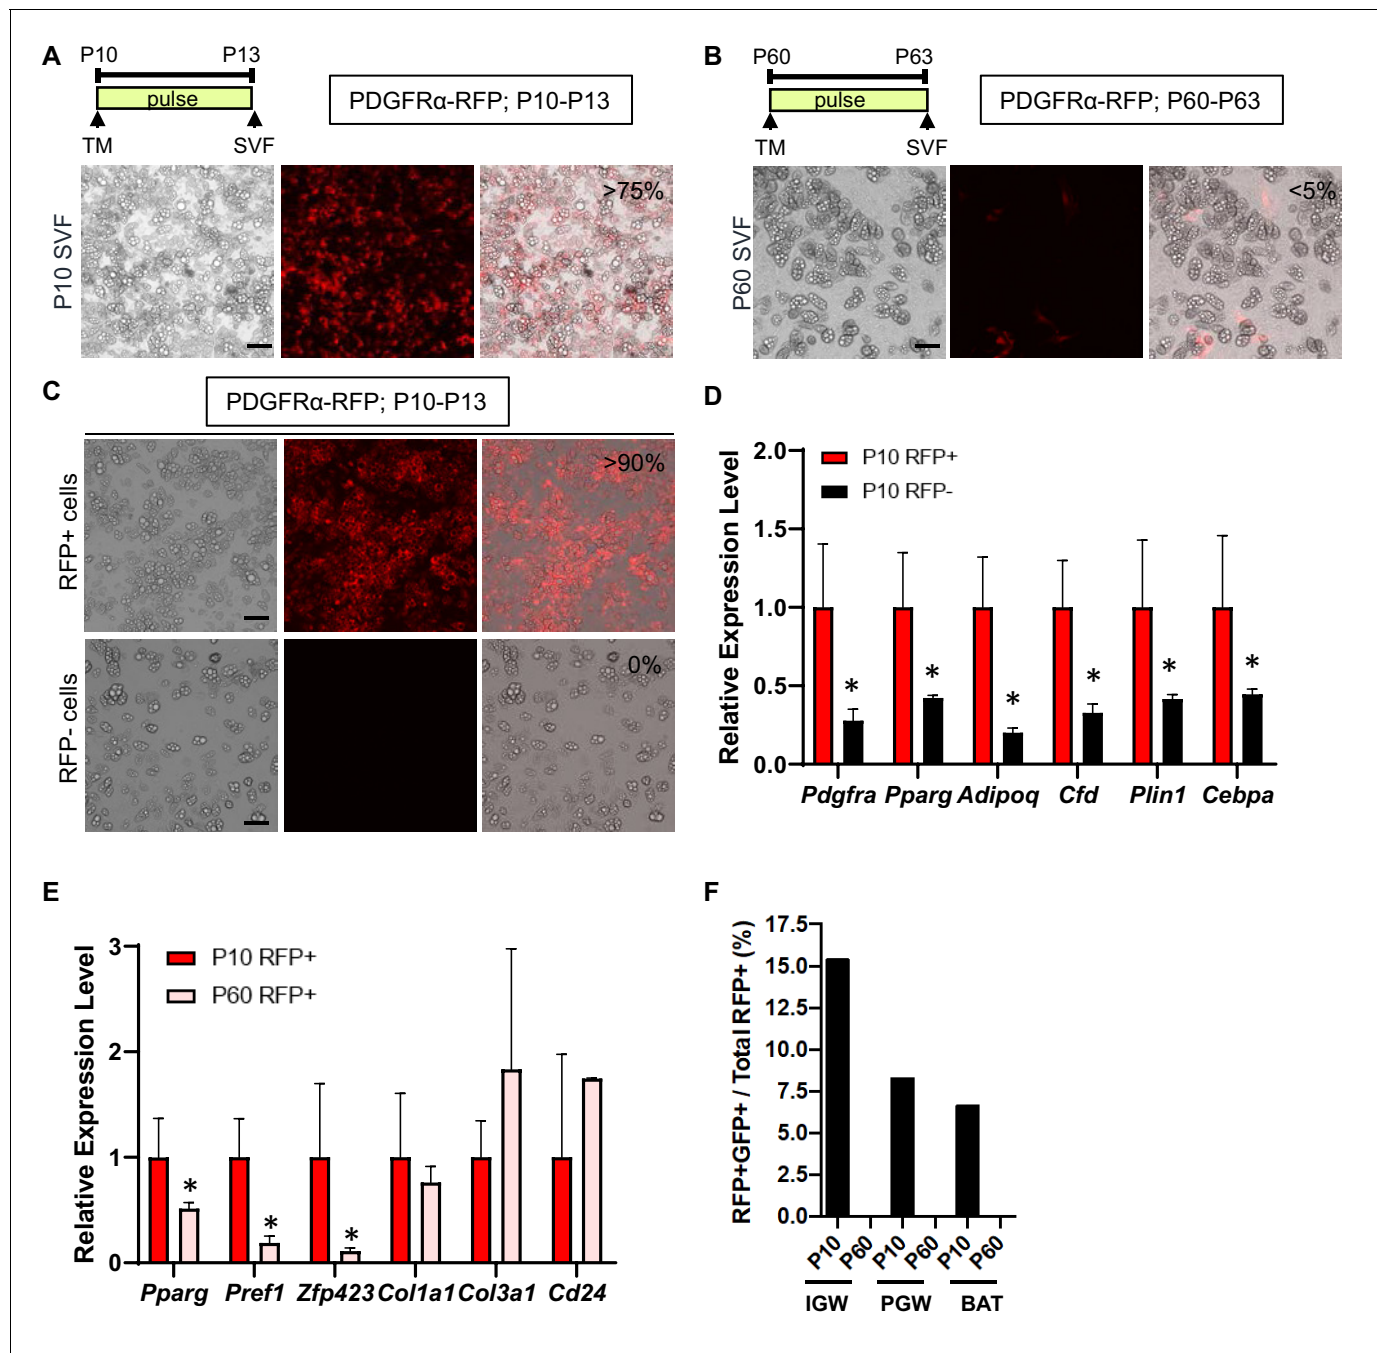 A
P10
P13
pulse
TM
SVF
PDGFRα-RFP; P10-P13
P10 SVF
>75%
B
P60
P63
pulse
TM
SVF
PDGFRα-RFP; P60-P63
P60 SVF
<5%
C
PDGFRα-RFP; P10-P13
RFP+ cells
>90%
RFP- cells
0%
D
Relative Expression Level
2.0
1.5
1.0
0.5
0.0
P10 RFP+
P10 RFP-
* * * * * *
Pdgfra Pparg Adipoq Cfd Plin1 Cebpa
E
Relative Expression Level
3
2
1
0
P10 RFP+
P60 RFP+
* * *
Pparg Pref1 Zfp423 Col1a1 Col3a1 Cd24
F
RFP+GFP+ / Total RFP+ (%)
17.5
15.0
12.5
10.0
7.5
5.0
2.5
0.0
P10 P60 P10 P60 P10 P60
IGW PGW BAT